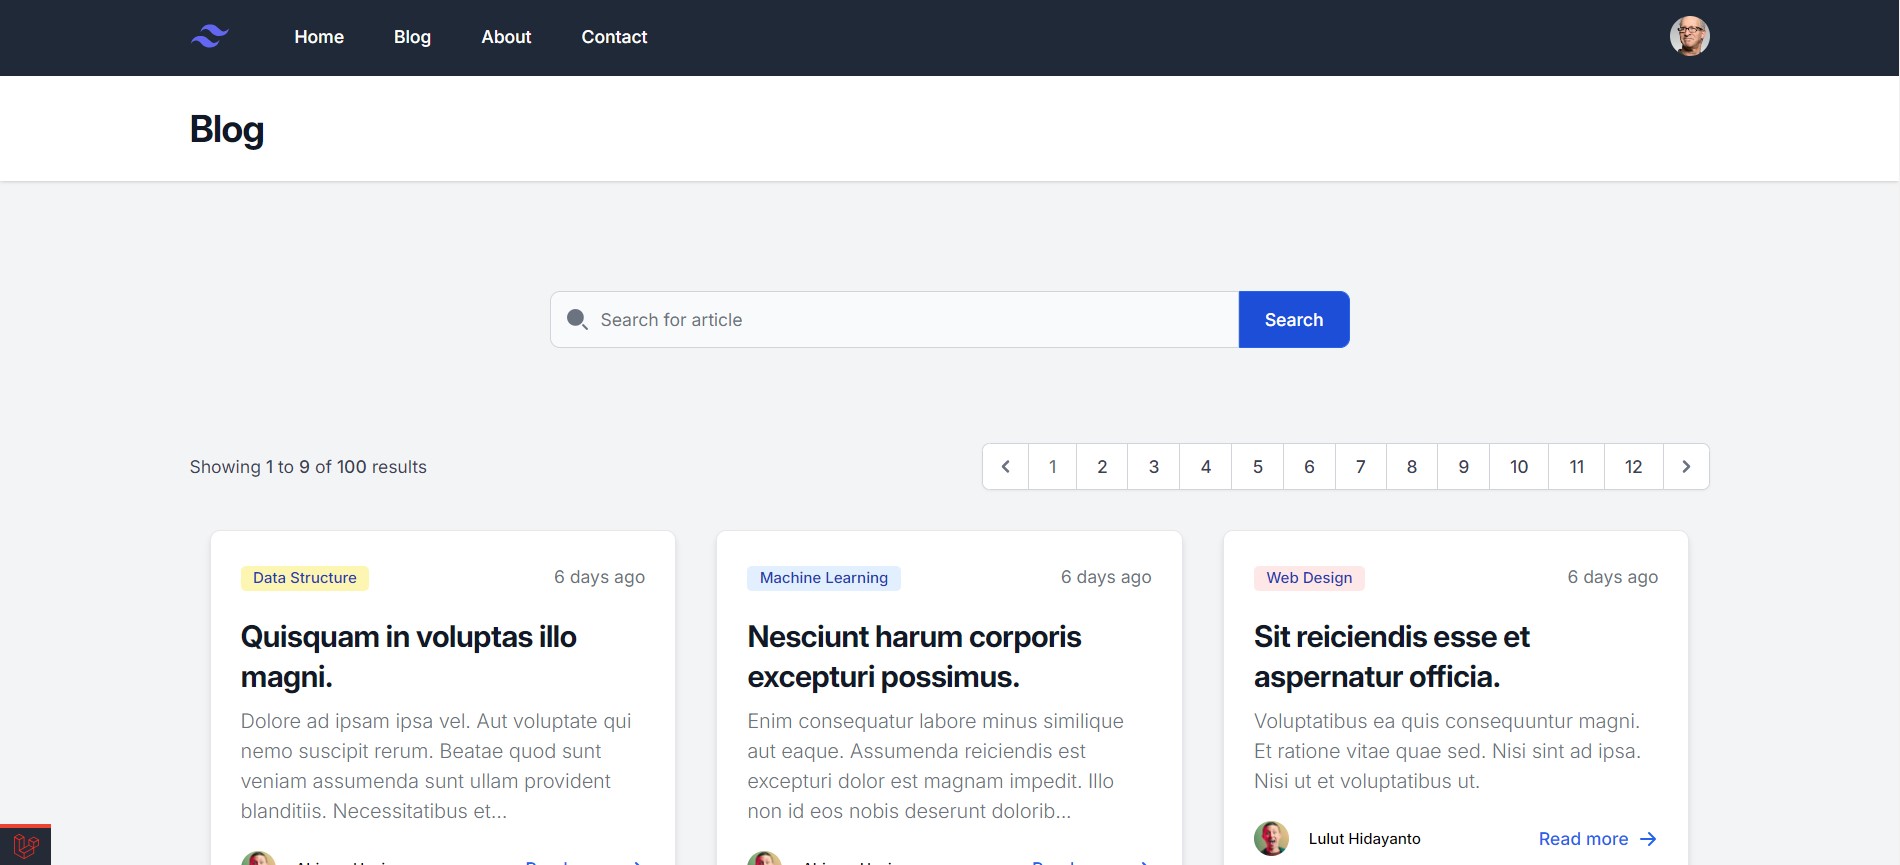 Home Blog About Contact
Blog
Search for article Search
Showing 1 to 9 of 100 results
1 2 3 4 5 6 7 8 9 10 11 12
Data Structure 6 days ago
Quisquam in voluptas illo
magni.
Dolore ad ipsam ipsa vel. Aut voluptate qui
nemo suscipit rerum. Beatae quod sunt
veniam assumenda sunt ullam provident
blanditiis. Necessitatibus et...
Machine Learning 6 days ago
Nesciunt harum corporis
excepturi possimus.
Enim consequatur labore minus similique
aut eaque. Assumenda reiciendis est
excepturi dolor est magnam impedit. Illo
non id eos nobis deserunt dolorib...
Web Design 6 days ago
Sit reiciendis esse et
aspernatur officia.
Voluptatibus ea quis consequuntur magni.
Et ratione vitae quae sed. Nisi sint ad ipsa.
Nisi ut et voluptatibus ut.
Lulut Hidayanto Read more